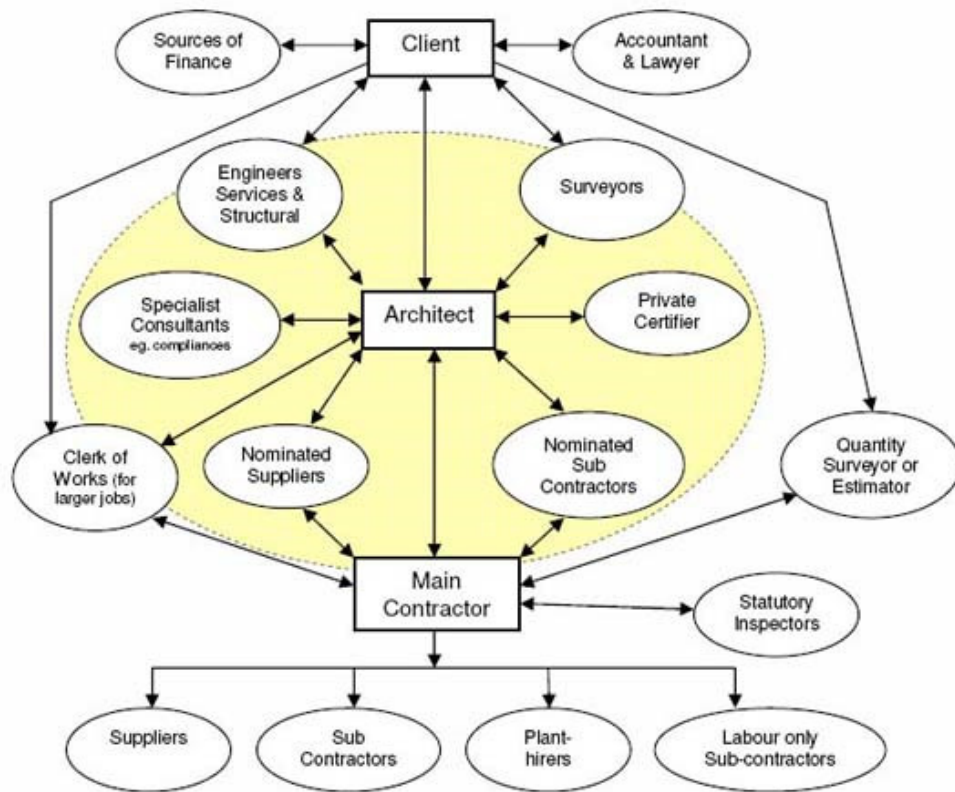 Sources of
Finance
Client
Accountant
& Lawyer
Engineers
Services &
Structural
Surveyors
Specialist
Consultants
eg. compliances
Architect
Private
Certifier
Clerk of
Works (for
larger jobs)
Nominated
Suppliers
Nominated
Sub
Contractors
Quantity
Surveyor or
Estimator
Main
Contractor
Statutory
Inspectors
Suppliers
Sub
Contractors
Plant-
hirers
Labour only
Sub-contractors